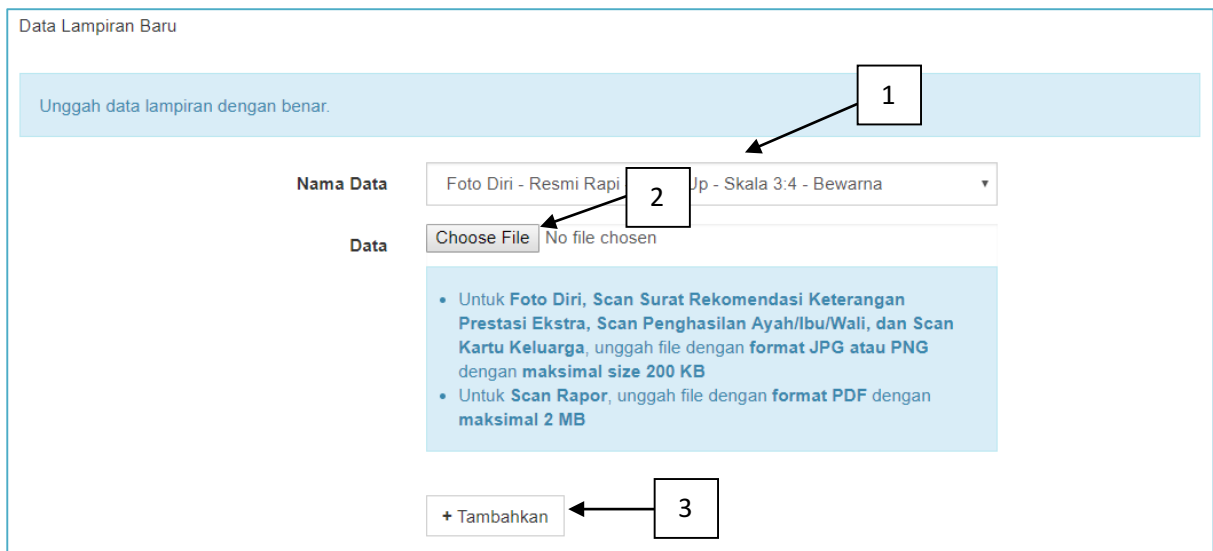 Data Lampiran Baru
Unggah data lampiran dengan benar.
1
Nama Data
Foto Diri - Resmi Rapi Up - Skala 3:4 - Bewarna
2
Data
Choose File No file chosen
• Untuk Foto Diri, Scan Surat Rekomendasi Keterangan
Prestasi Ekstra, Scan Penghasilan Ayah/Ibu/Wali, dan Scan
Kartu Keluarga, unggah file dengan format JPG atau PNG
dengan maksimal size 200 KB
• Untuk Scan Rapor, unggah file dengan format PDF dengan
maksimal 2 MB
+ Tambahkan
3